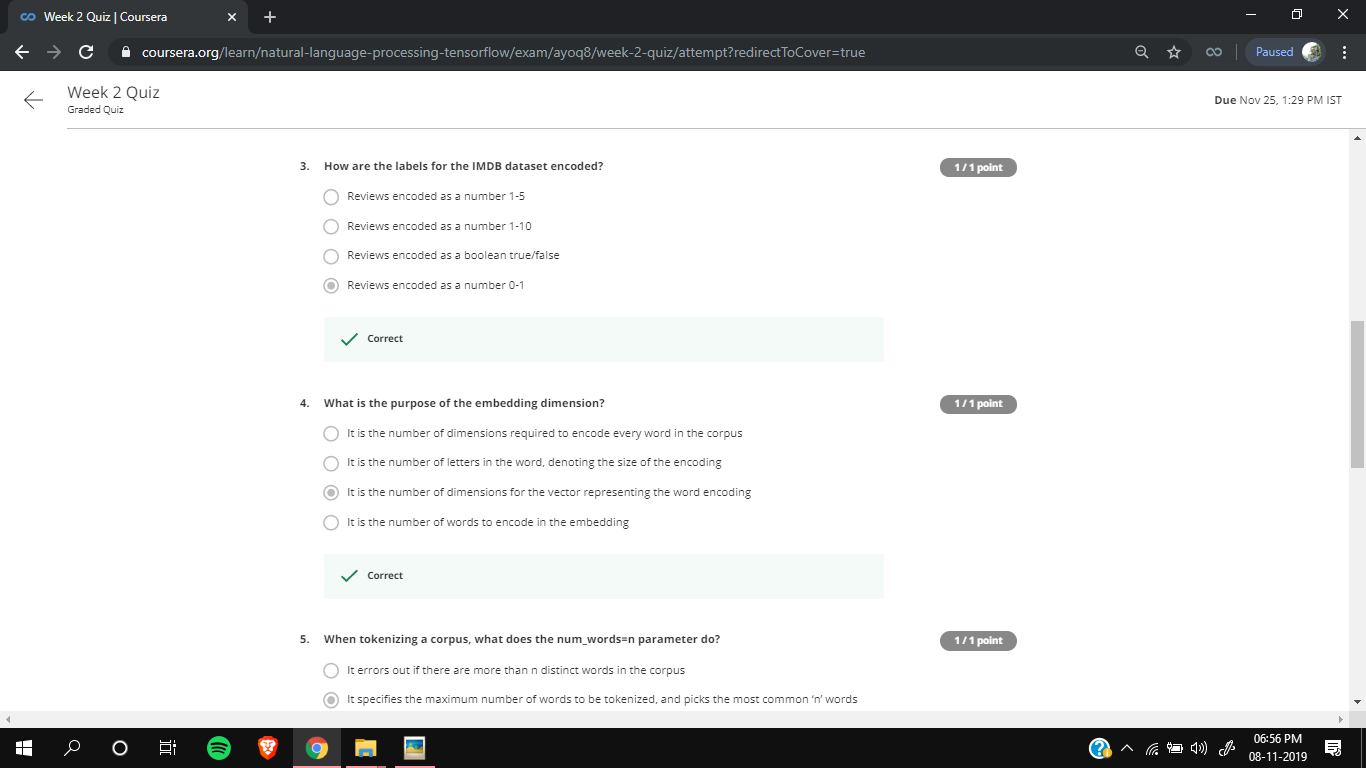 Week 2 Quiz | Coursera
coursera.org/learn/natural-language-processing-tensorflow/exam/ayoq8/week-2-quiz/attempt?redirectToCover=true
Paused
Week 2 Quiz
Graded Quiz
Due Nov 25, 1:29 PM IST
3. How are the labels for the IMDB dataset encoded?
1 / 1 point
Reviews encoded as a number 1-5
Reviews encoded as a number 1-10
Reviews encoded as a boolean true/false
Reviews encoded as a number 0-1
Correct
4. What is the purpose of the embedding dimension?
1 / 1 point
It is the number of dimensions required to encode every word in the corpus
It is the number of letters in the word, denoting the size of the encoding
It is the number of dimensions for the vector representing the word encoding
It is the number of words to encode in the embedding
Correct
5. When tokenizing a corpus, what does the num_words=n parameter do?
1 / 1 point
It errors out if there are more than n distinct words in the corpus
It specifies the maximum number of words to be tokenized, and picks the most common ‘n’ words
06:56 PM
08-11-2019